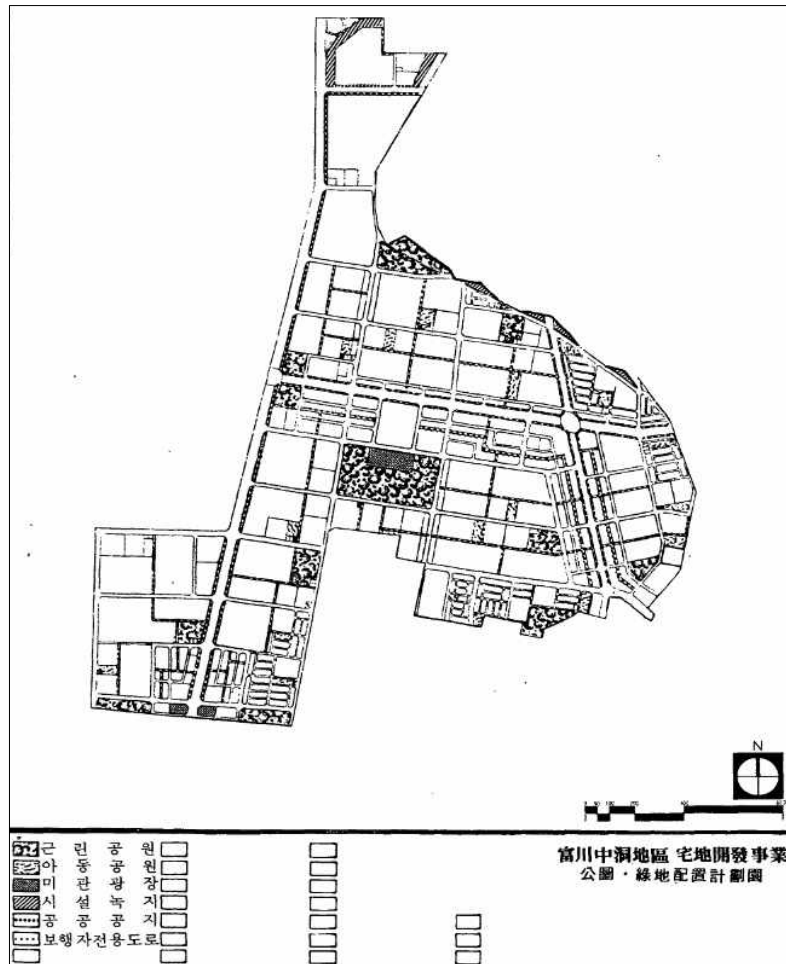 N
근 린 공 원
아 동 공 원
미 관 광 장
시 설 녹 지
공 공 공 지
보행자전용도로
富川中洞地區 宅地開發事業
公圖・綠地配置計劃園